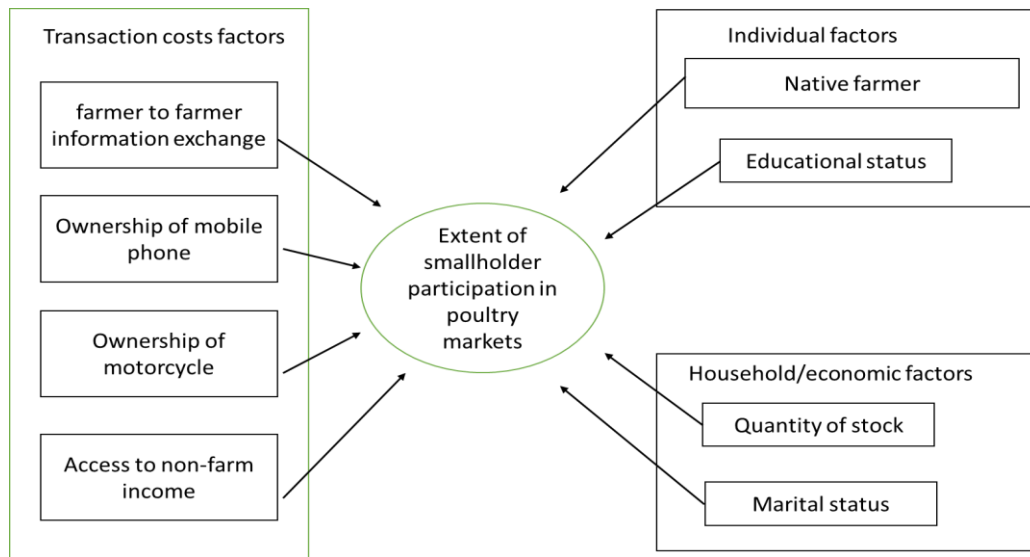 Transaction costs factors
farmer to farmer
information exchange
Ownership of mobile
phone
Ownership of
motorcycle
Access to non-farm
income
Extent of
smallholder
participation in
poultry
markets
Individual factors
Native farmer
Educational status
Household/economic factors
Quantity of stock
Marital status